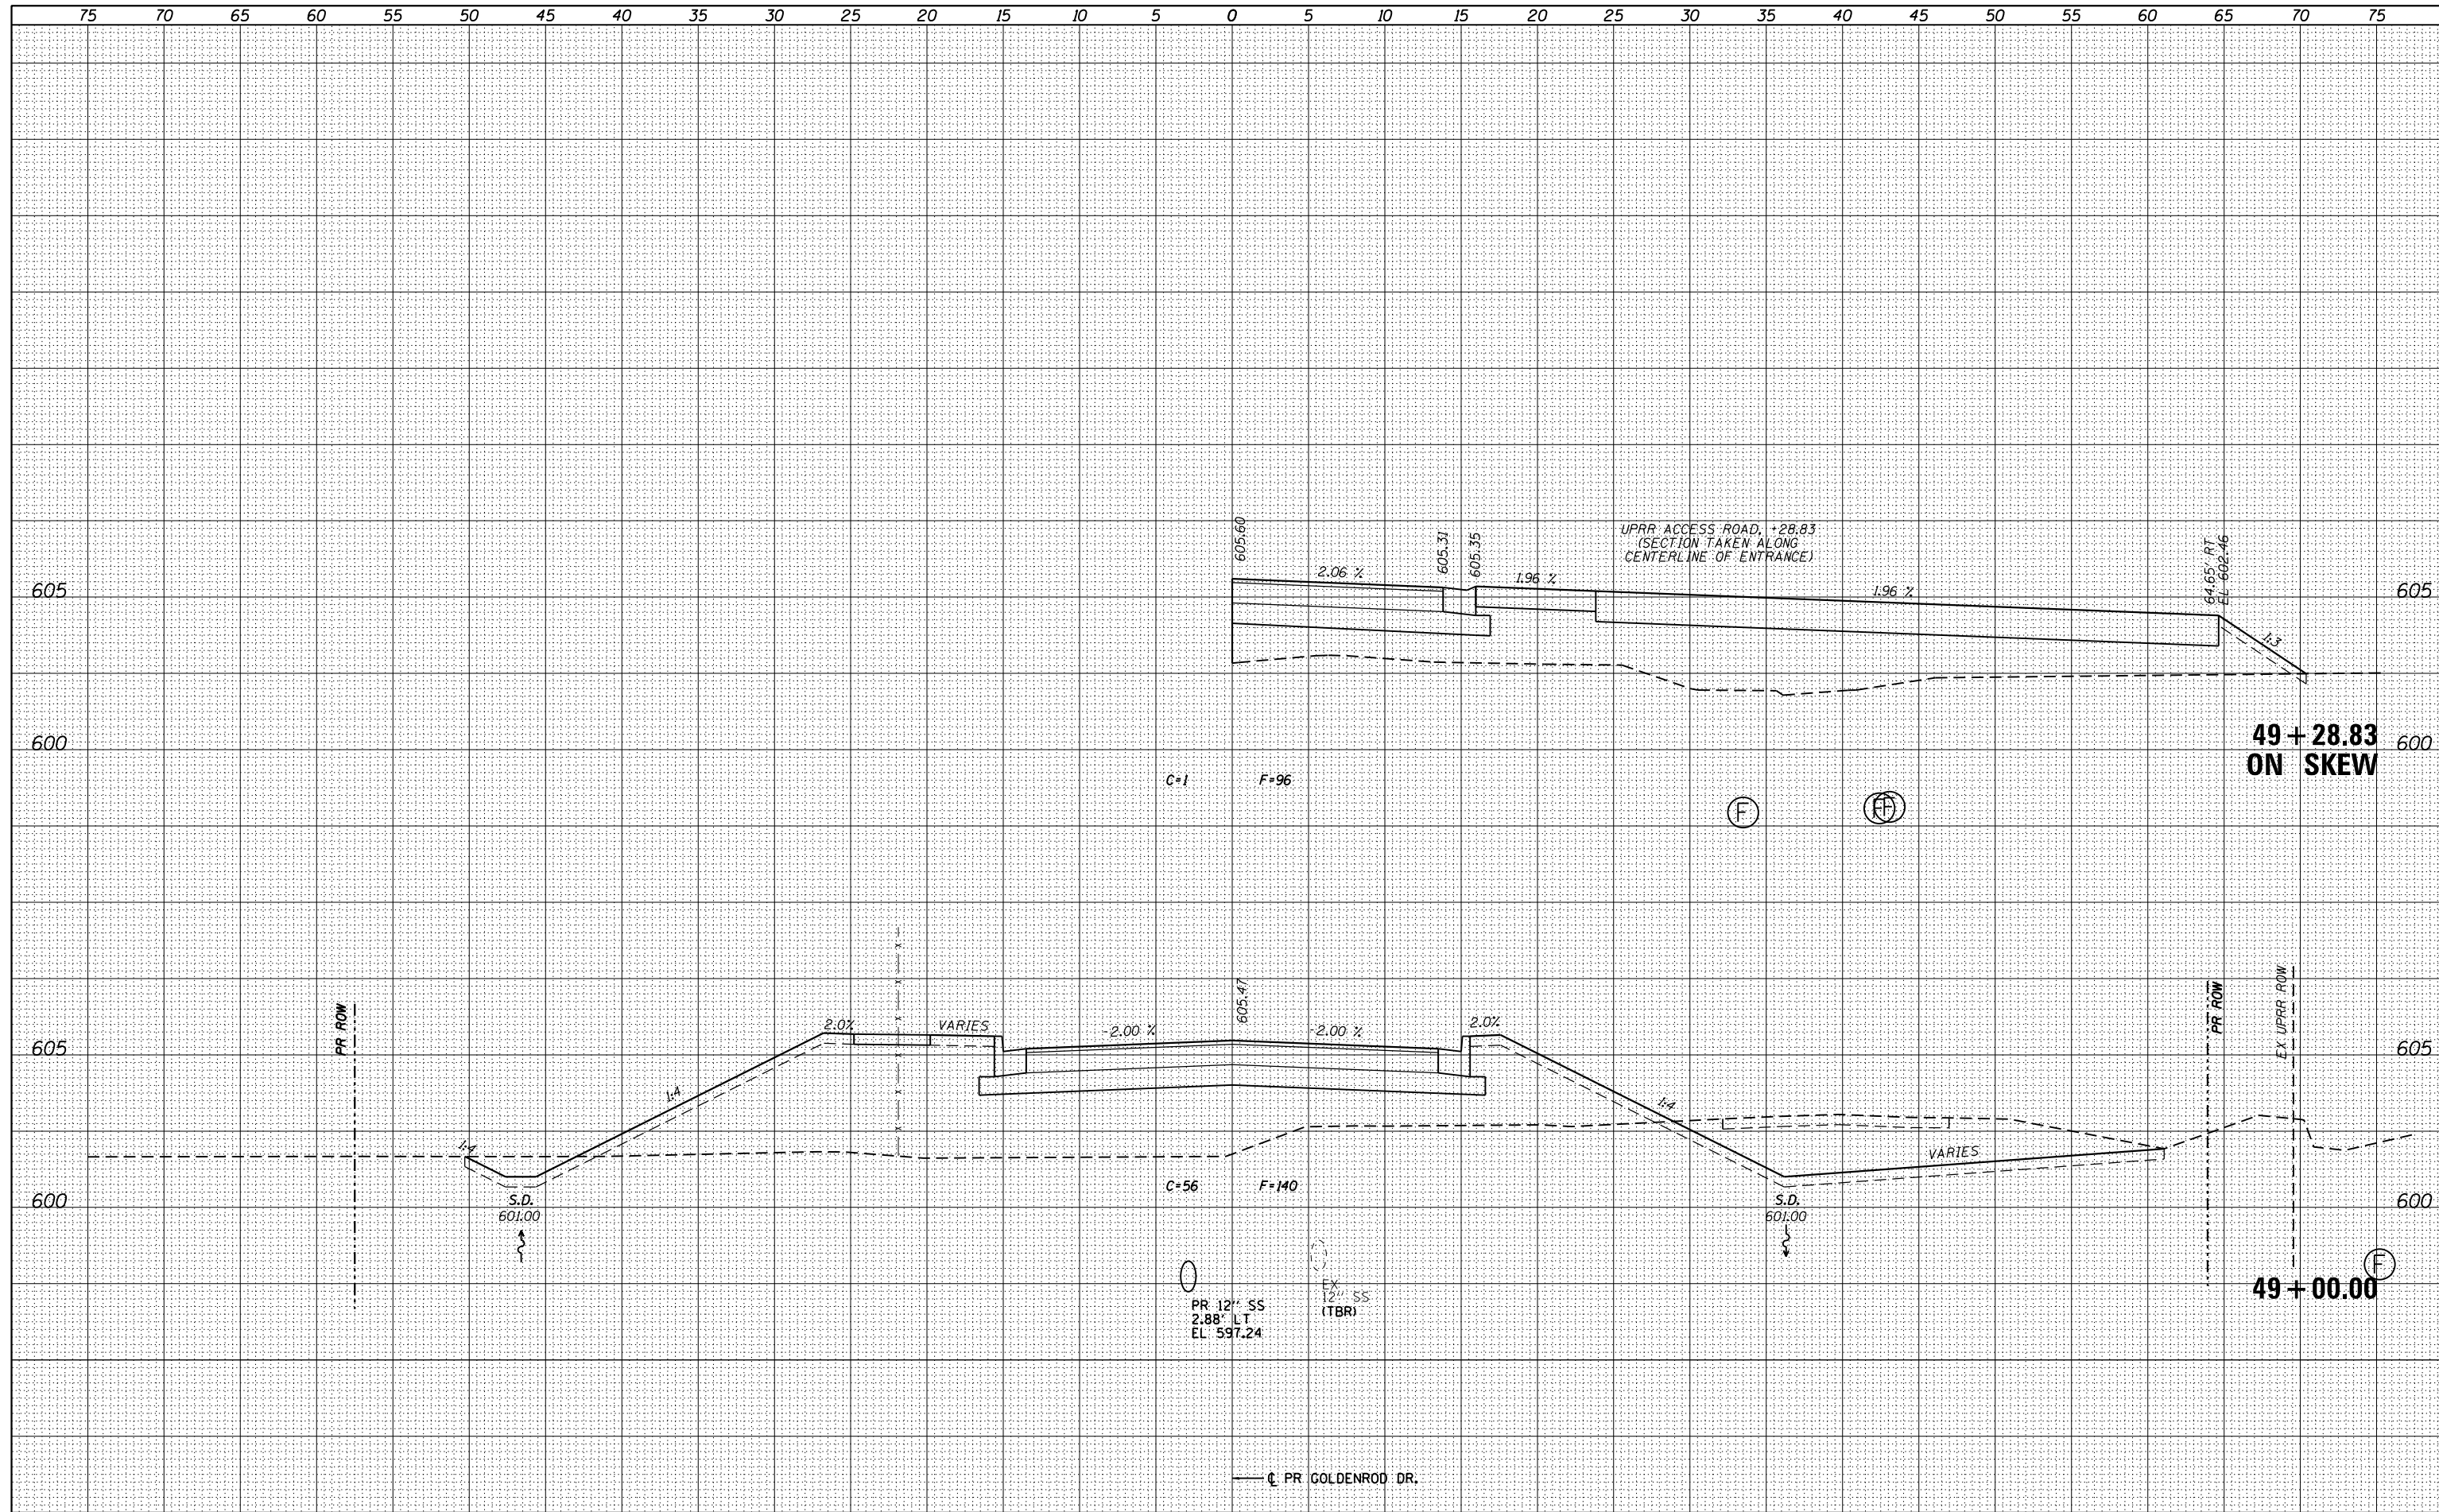 75 70 65 60 55 50 45 40 35 30 25 20 15 10 5 0 5 10 15 20 25 30 35 40 45 50 55 60 65 70 75
605.60
605.31
605.35
UPRR ACCESS ROAD, +28.83
(SECTION TAKEN ALONG
CENTERLINE OF ENTRANCE)
64.65' RT
EL 602.46
2.06 %
1.96 %
1.96 %
605
605
1:3
600
49+28.83
ON SKEW
600
C=1
F=96
F
F
F
PR ROW
605.47
PR ROW
EX UPRR ROW
2.0%
VARIES
-2.00 %
-2.00 %
2.0%
605
605
1:4
1:4
1:4
VARIES
600
S.D.
601.00
C=56
F=140
S.D.
601.00
600
F
49+00.00
PR 12'' SS
2.88' LT
EL 597.24
EX
12'' SS
(TBR)
℄ PR GOLDENROD DR.